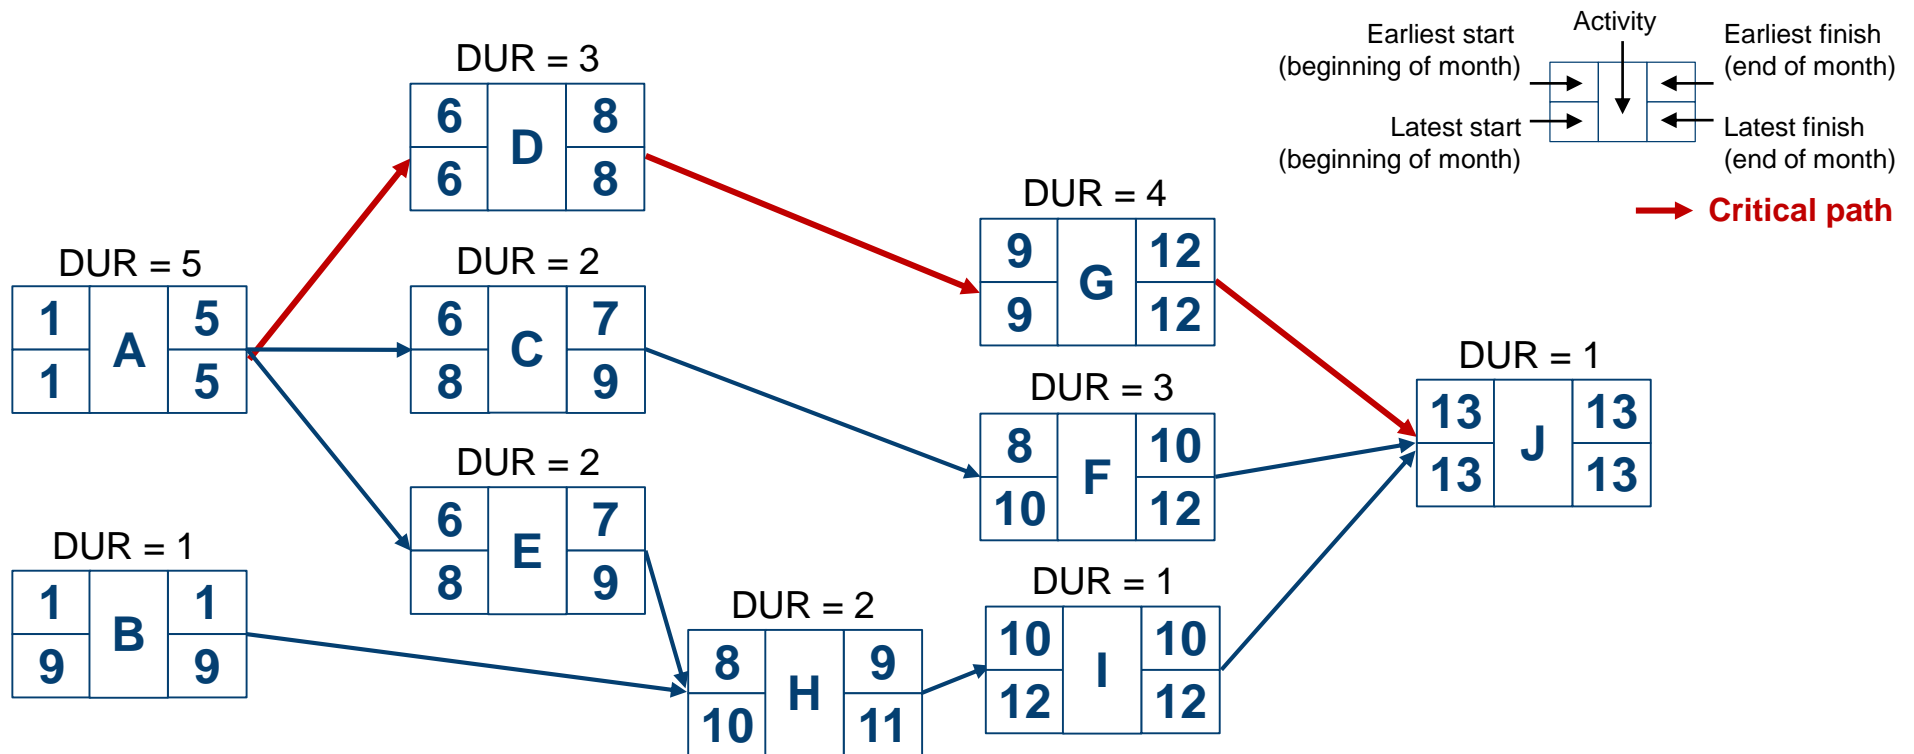 Activity
Earliest start
(beginning of month)
Earliest finish
(end of month)
Latest start
(beginning of month)
Latest finish
(end of month)
Critical path
DUR = 3
6 D 8
6 8
DUR = 4
9 G 12
9 12
DUR = 5
1 A 5
1 5
DUR = 2
6 C 7
8 9
DUR = 1
13 J 13
13 13
DUR = 3
8 F 10
10 12
DUR = 2
6 E 7
8 9
DUR = 1
1 B 1
9 9
DUR = 2
8 H 9
10 11
DUR = 1
10 I 10
12 12